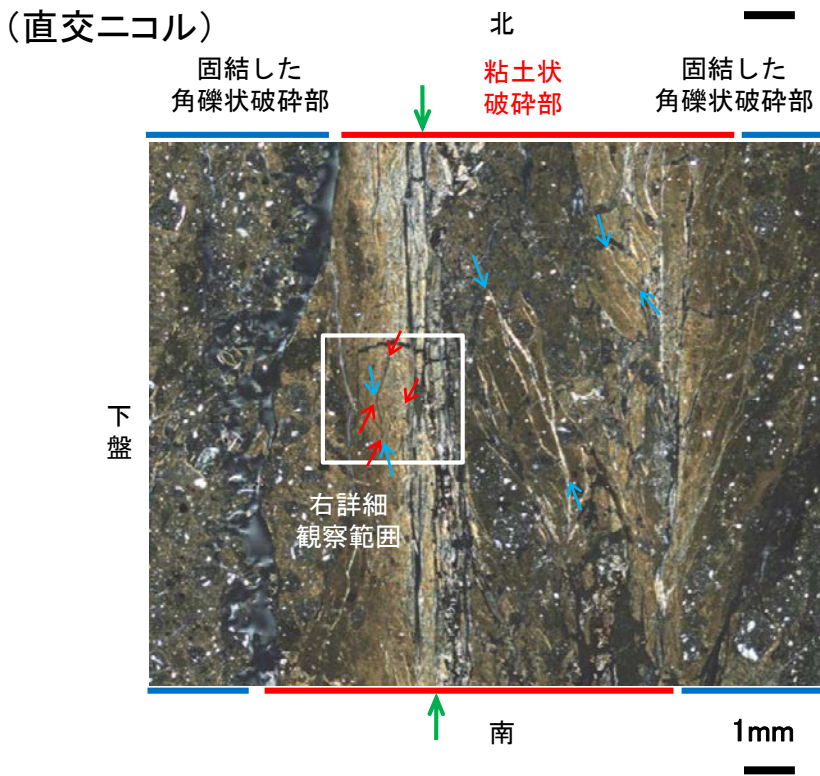 （直交ニコル）
北
固結した
角礫状破砕部
粘土状
破砕部
固結した
角礫状破砕部
下
盤
右詳細
観察範囲
南
1mm